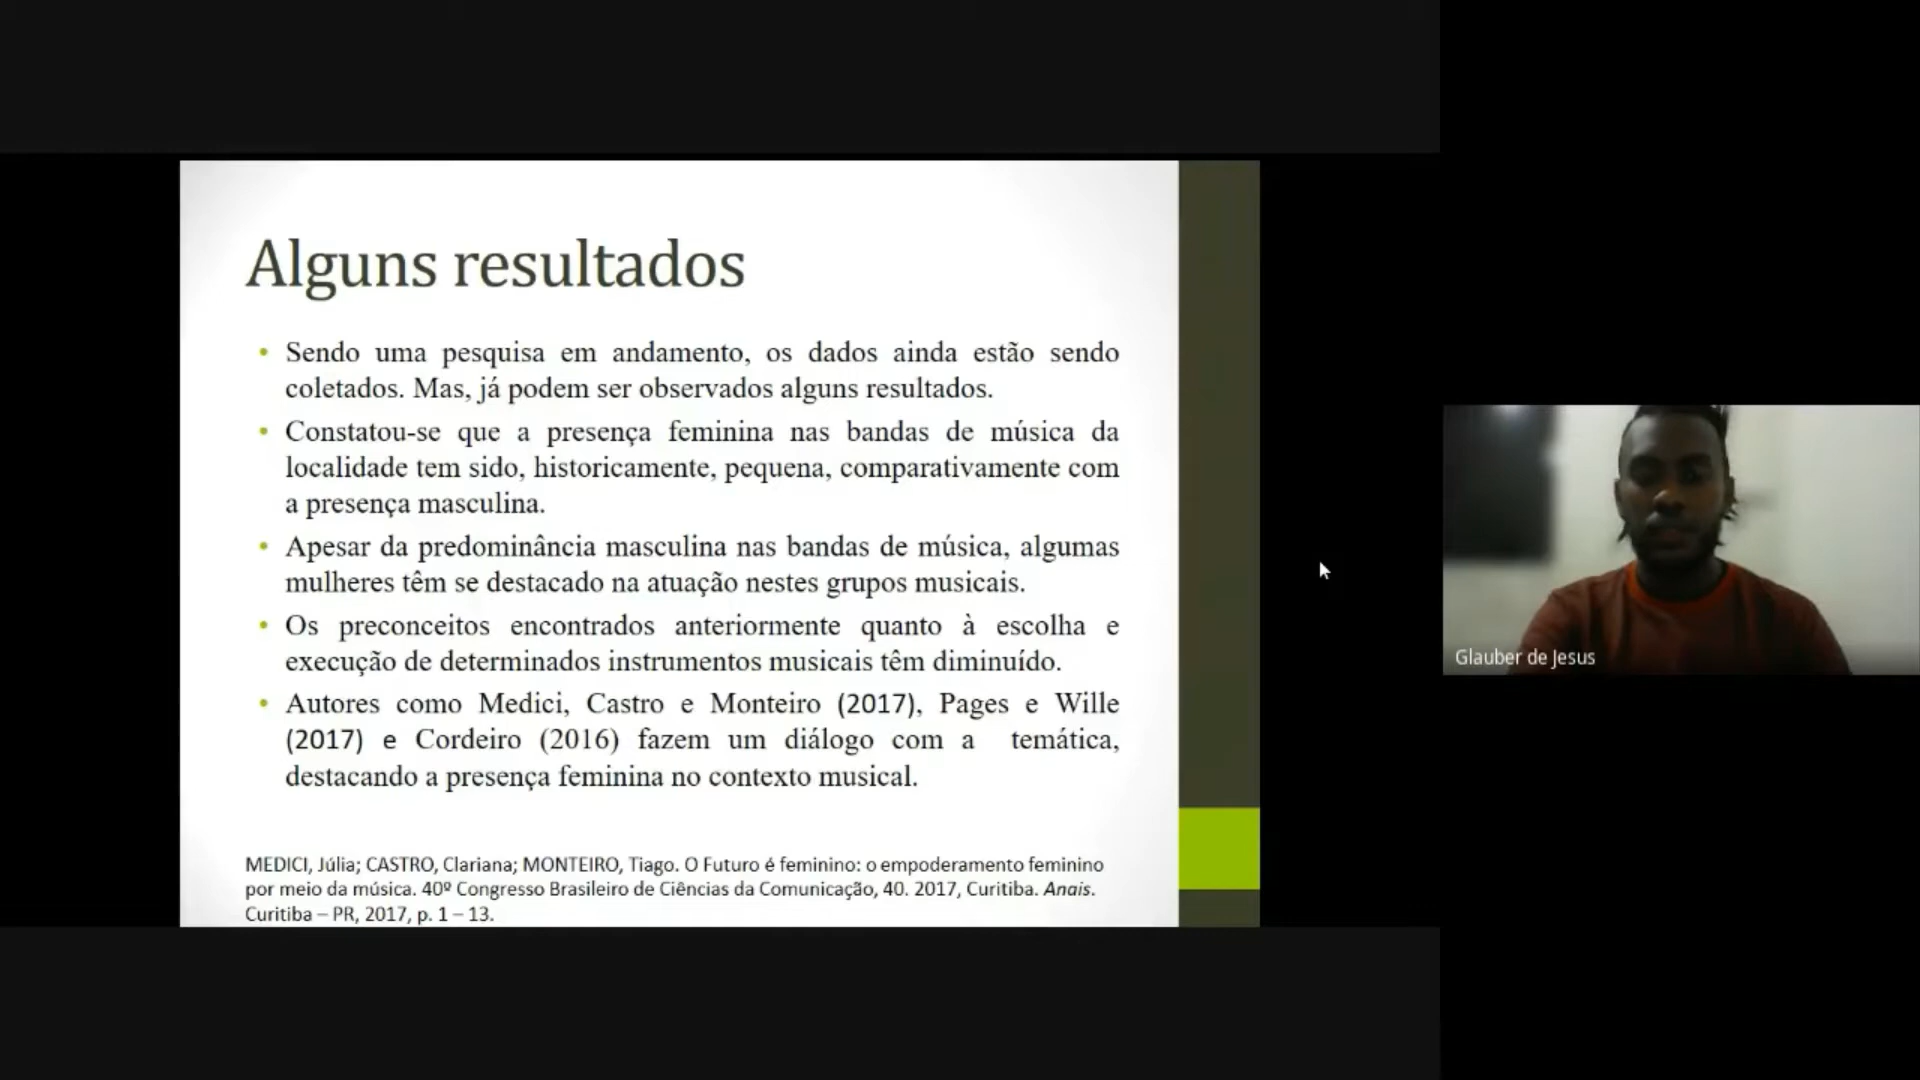 Alguns resultados
• Sendo uma pesquisa em andamento, os dados ainda estão sendo
coletados. Mas, já podem ser observados alguns resultados.
• Constatou-se que a presença feminina nas bandas de música da
localidade tem sido, historicamente, pequena, comparativamente com
a presença masculina.
• Apesar da predominância masculina nas bandas de música, algumas
mulheres têm se destacado na atuação nestes grupos musicais.
• Os preconceitos encontrados anteriormente quanto à escolha e
execução de determinados instrumentos musicais têm diminuído.
• Autores como Medici, Castro e Monteiro (2017), Pages e Wille
(2017) e Cordeiro (2016) fazem um diálogo com a temática,
destacando a presença feminina no contexto musical.
MEDICI, Júlia; CASTRO, Clariana; MONTEIRO, Tiago. O Futuro é feminino: o empoderamento feminino
por meio da música. 40º Congresso Brasileiro de Ciências da Comunicação, 40. 2017, Curitiba. Anais.
Curitiba – PR, 2017, p. 1 – 13.
Glauber de Jesus